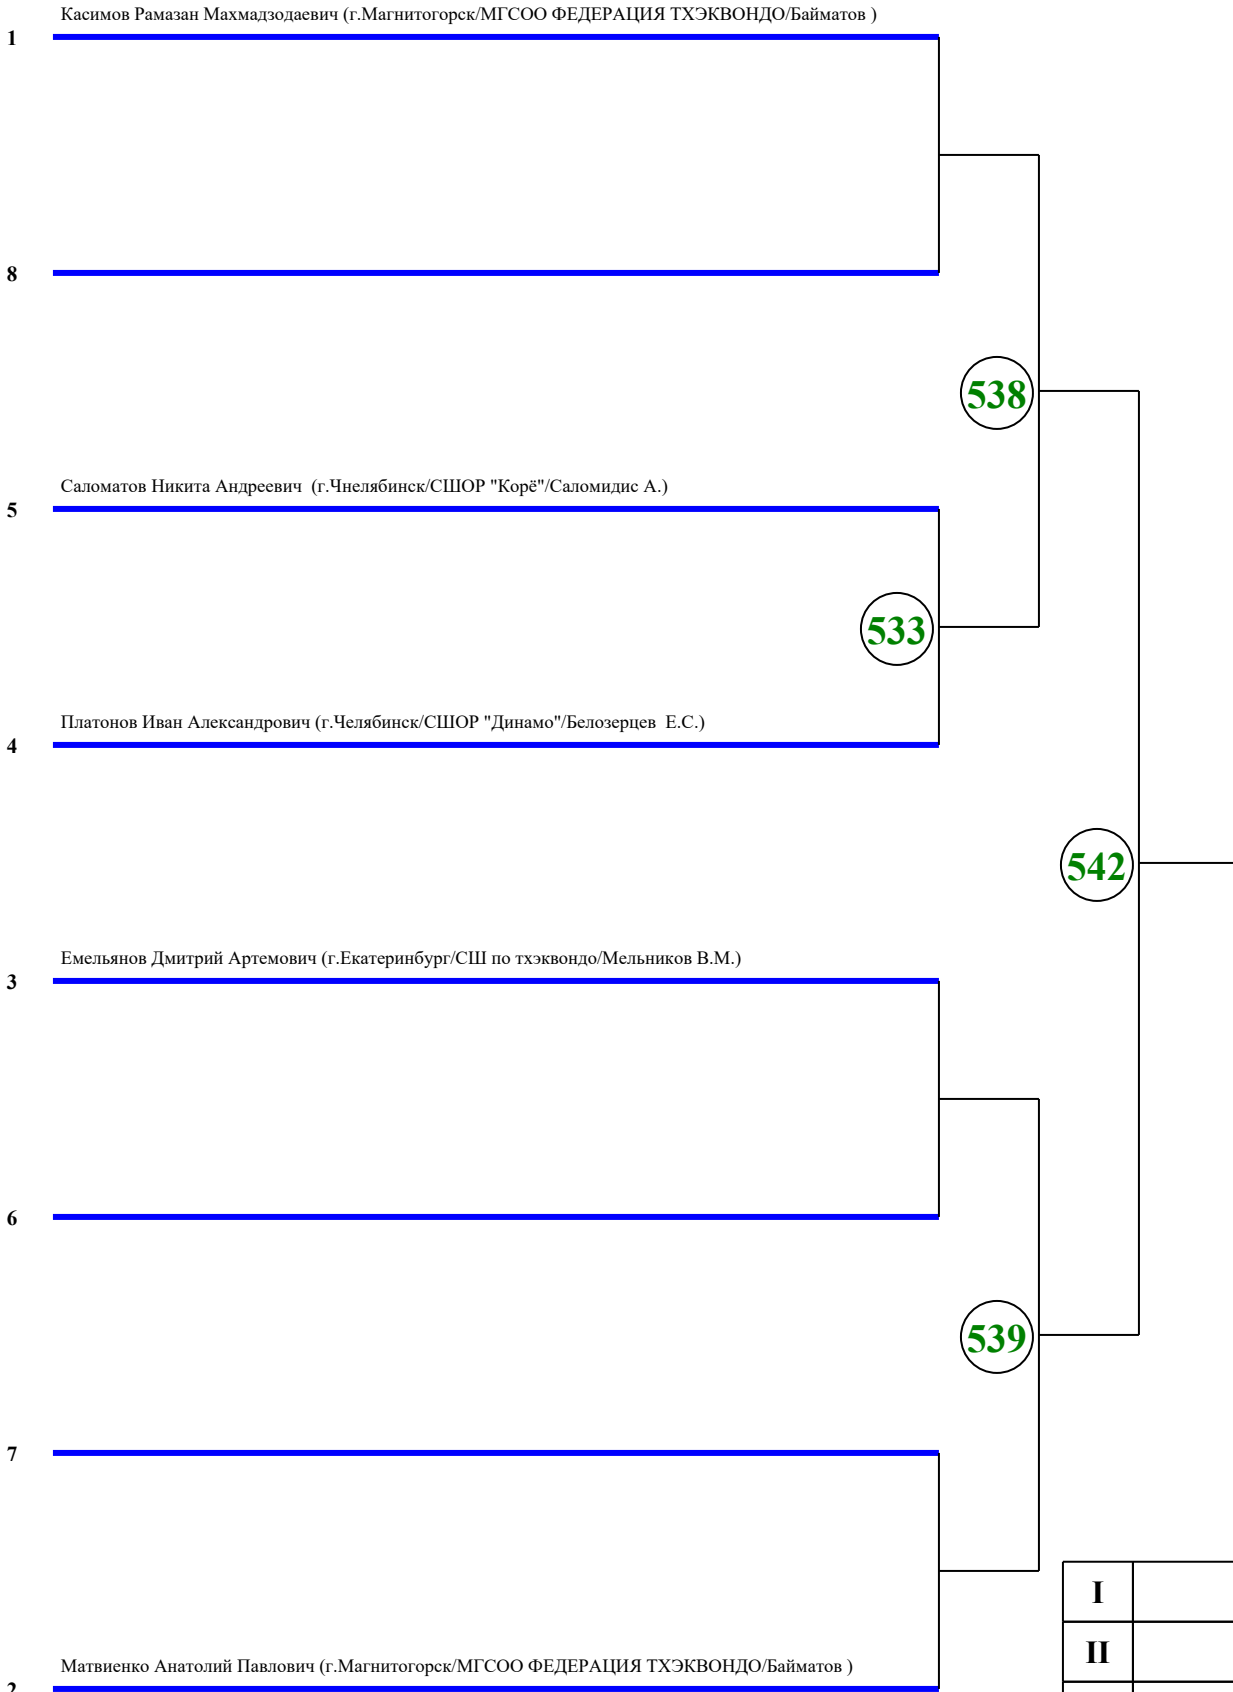 Касимов Рамазан Махмадзодаевич (г.Магнитогорск/МГСОО ФЕДЕРАЦИЯ ТХЭКВОНДО/Байматов )
1
8
538
Саломатов Никита Андреевич  (г.Чнелябинск/СШОР "Корё"/Саломидис А.)
5
533
Платонов Иван Александрович (г.Челябинск/СШОР "Динамо"/Белозерцев  Е.С.)
4
542
Емельянов Дмитрий Артемович (г.Екатеринбург/СШ по тхэквондо/Мельников В.М.)
3
6
539
7
I
II
Матвиенко Анатолий Павлович (г.Магнитогорск/МГСОО ФЕДЕРАЦИЯ ТХЭКВОНДО/Байматов )
2